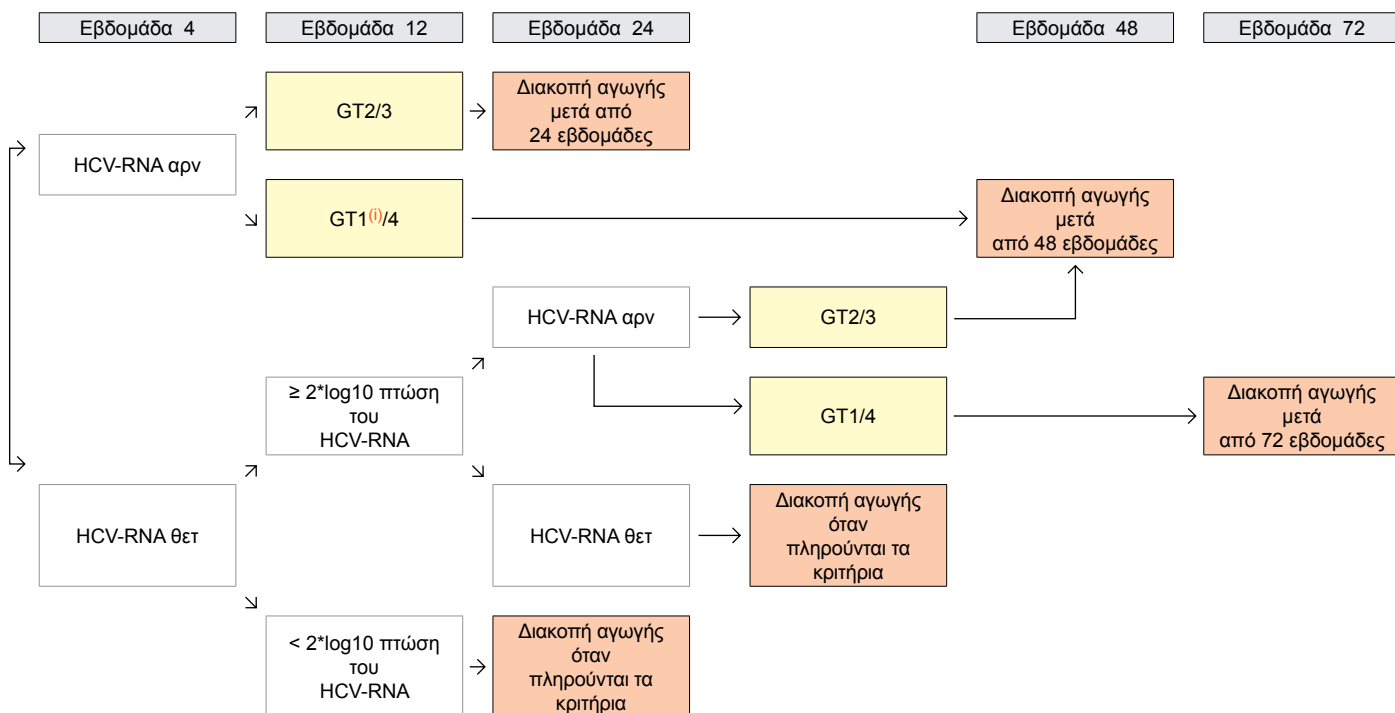 Εβδομάδα 4
Εβδομάδα 12
Εβδομάδα 24
Εβδομάδα 48
Εβδομάδα 72
GT2/3
Διακοπή αγωγής
μετά από
24 εβδομάδες
HCV-RNA αρν
GT1(i)/4
Διακοπή αγωγής
μετά
από 48 εβδομάδες
HCV-RNA αρν
GT2/3
≥ 2*log10 πτώση
του
HCV-RNA
GT1/4
Διακοπή αγωγής
μετά
από 72 εβδομάδες
HCV-RNA θετ
HCV-RNA θετ
Διακοπή αγωγής
όταν
πληρούνται τα
κριτήρια
< 2*log10 πτώση
του
HCV-RNA
Διακοπή αγωγής
όταν
πληρούνται τα
κριτήρια